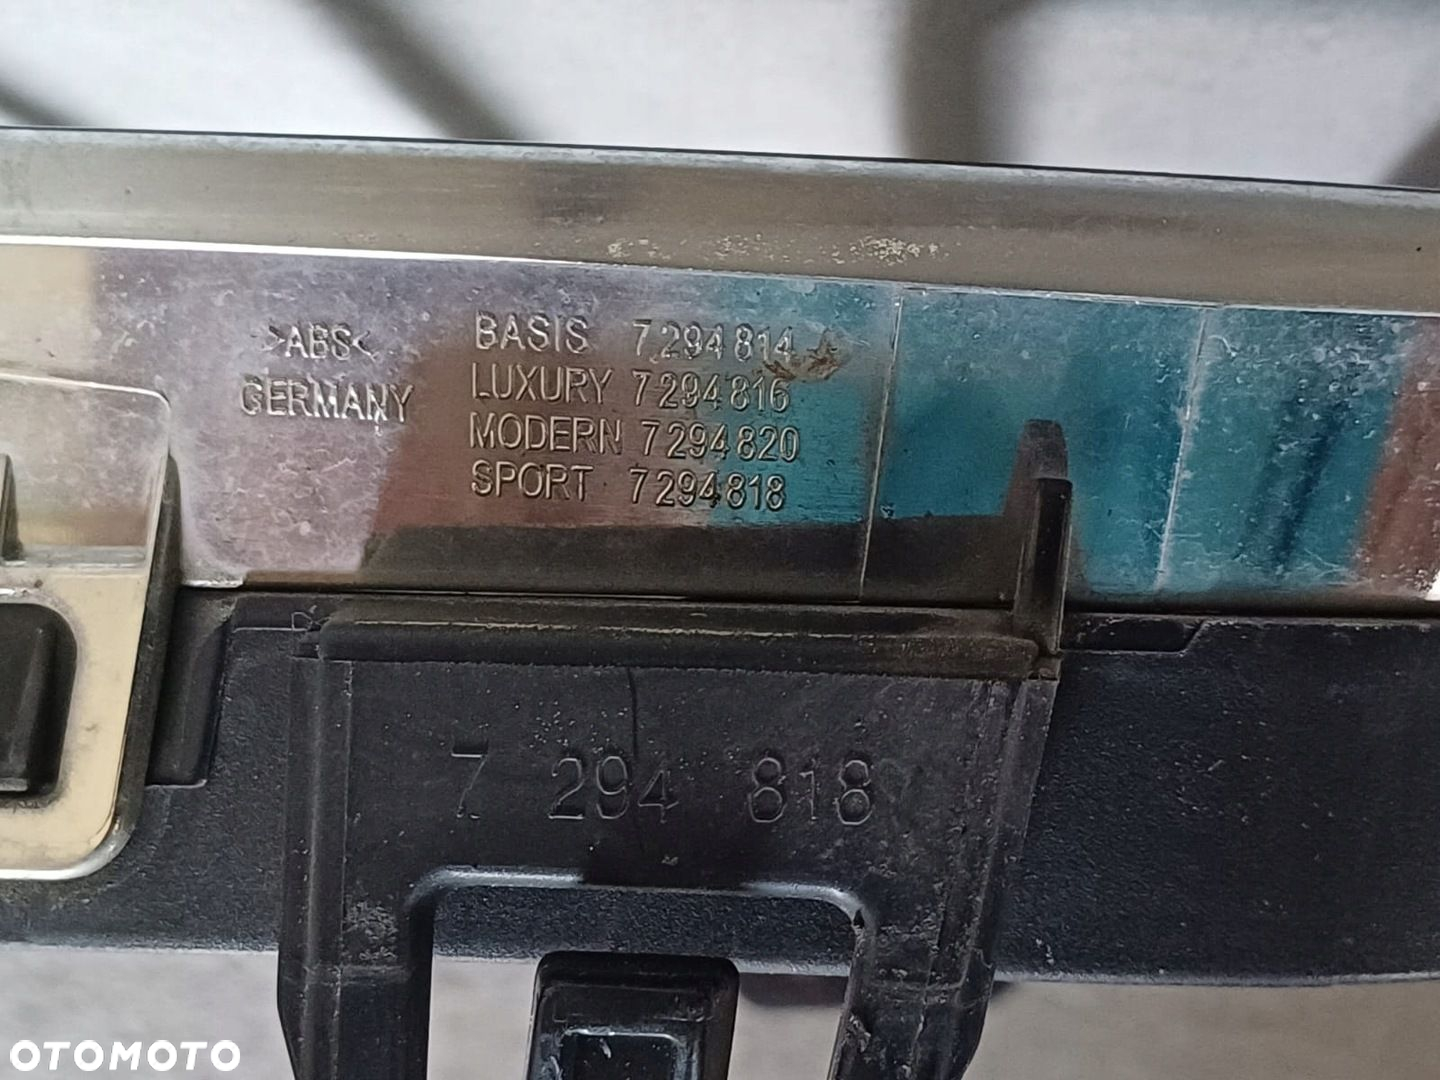 >ABS<
GERMANY
BASIS 7294814
LUXURY 7294816
MODERN 7294820
SPORT 7294818
7 294 818
OTOMOTO